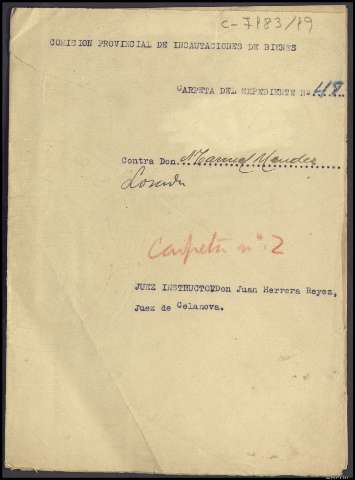 C-7183/19
COMISION PROVINCIAL DE INCAUTACIONES DE BIENES
CARPETA DEL EXPEDIENTE Nº 118
Contra Don Manuel Mendez
Losada
Carpeta nº 2
JUEZ INSTRUCTOR Don Juan Herrera Reyes,
Juez de Celanova.